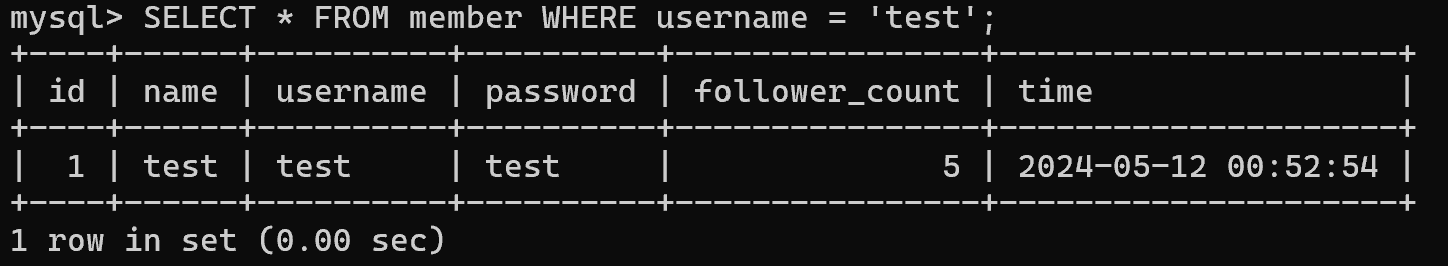 mysql> SELECT * FROM member WHERE username = 'test';
+----+------+----------+----------+----------------+---------------------+
| id | name | username | password | follower_count | time                |
+----+------+----------+----------+----------------+---------------------+
|  1 | test | test     | test     |              5 | 2024-05-12 00:52:54 |
+----+------+----------+----------+----------------+---------------------+
1 row in set (0.00 sec)